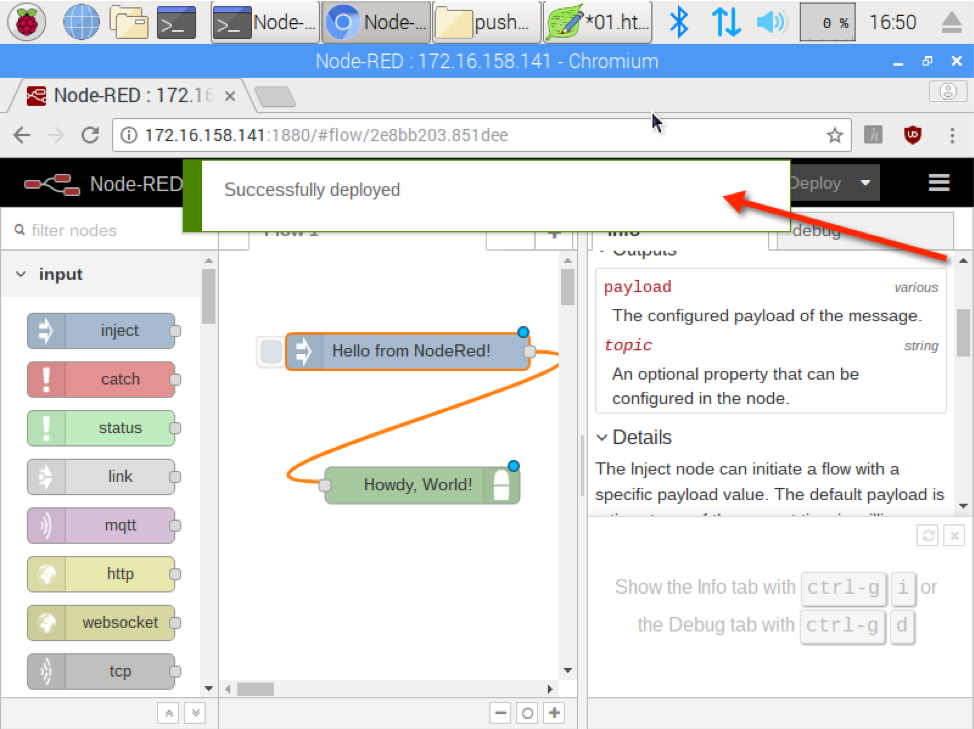 Node-...
Node-...
push...
*01.ht...
0 %
16:50
Node-RED : 172.16.158.141 - Chromium
Node-RED : 172.16
172.16.158.141:1880/#flow/2e8bb203.851dee
h
Node-RED
Successfully deployed
Deploy
filter nodes
Flow 1
info
debug
input
Outputs
inject
catch
status
link
mqtt
http
websocket
tcp
Hello from NodeRed!
Howdy, World!
payload various
The configured payload of the message.
topic string
An optional property that can be
configured in the node.
Details
The Inject node can initiate a flow with a
specific payload value. The default payload is
Show the Info tab with ctrl-g i or
the Debug tab with ctrl-g d